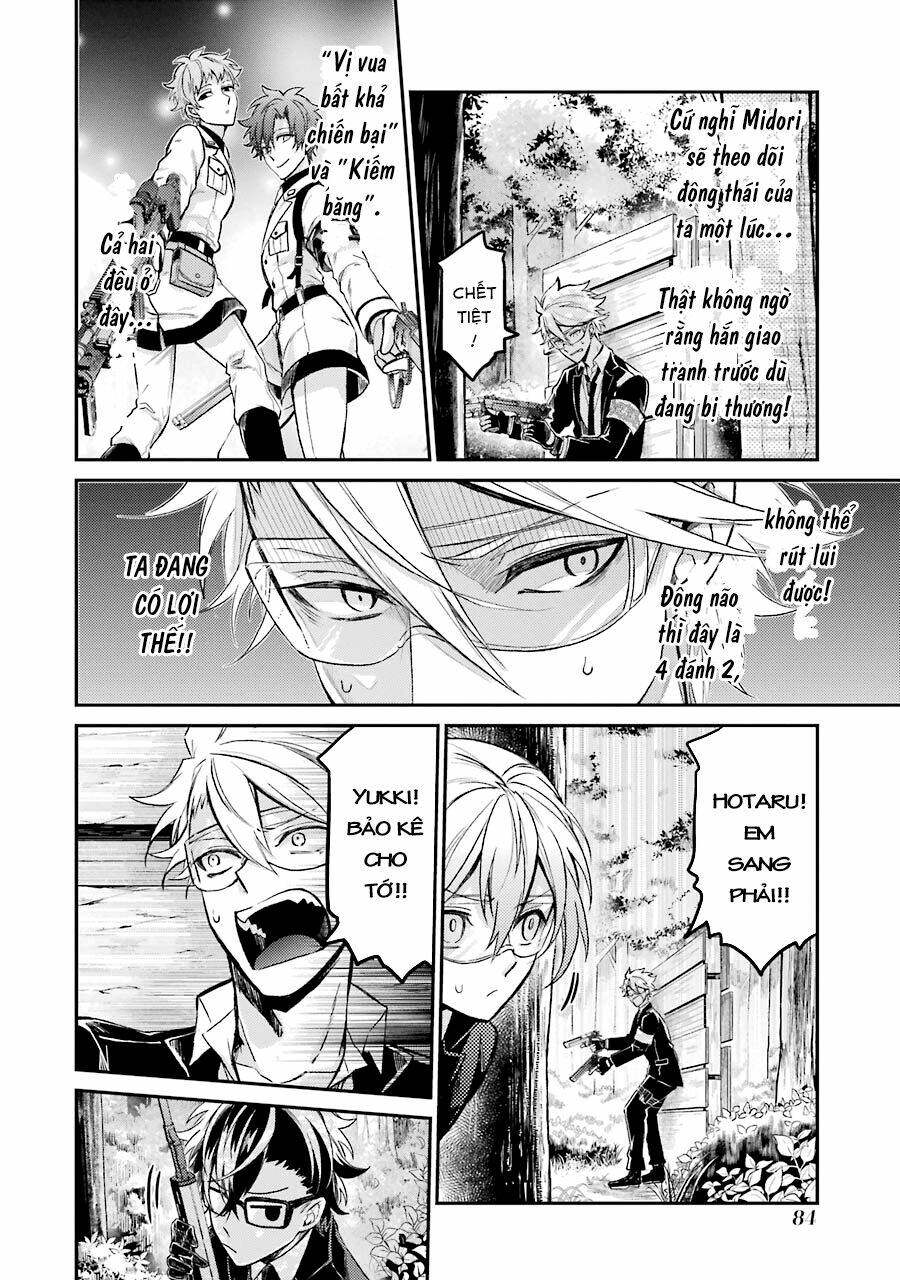 Cứ nghĩ Midori
sẽ theo dõi
động thái của
ta một lúc...
Thật không ngờ
rằng hắn giao
tranh trước dù
đang bị thương!
CHẾT
TIỆT
!
"Vị vua
bất khả
chiến bại"
và "Kiếm
băng".
Cả hai
đều ở
đây...
không thể
rút lui
được!
Động não
thì đây là
4 đánh 2,
TA ĐANG
CÓ LỢI
THẾ!!
HOTARU!
EM
SANG
PHẢI!!
YUKKI!
BẢO KÊ
CHO
TỚ!!
84